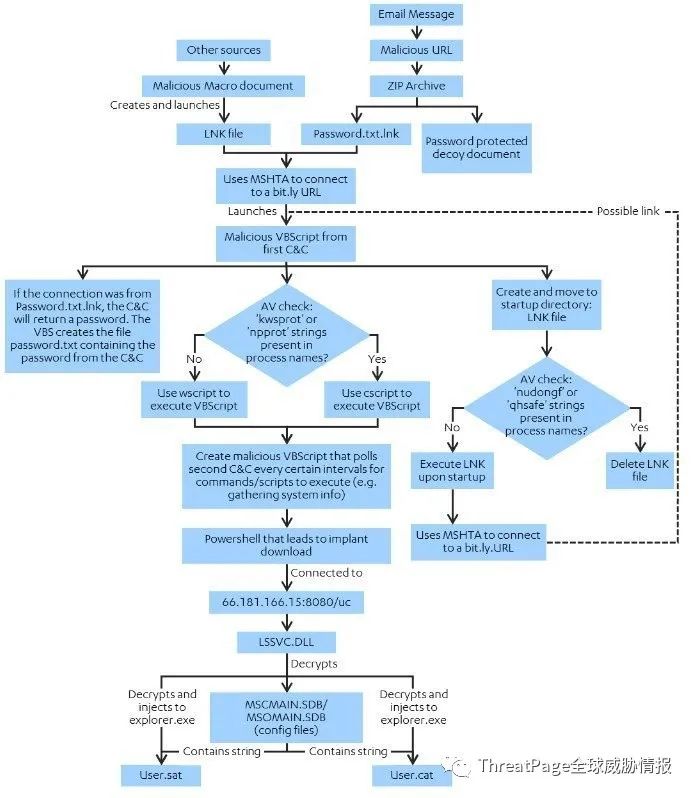 Email Message
Other sources
Malicious URL
Malicious Macro document
ZIP Archive
Creates and launches
LNK file
Password.txt.lnk
Password protected
decoy document
Uses MSHTA to connect
to a bit.ly URL
Launches
Possible link
Malicious VBScript from
first C&C
If the connection was from
Password.txt.lnk, the C&C
will return a password. The
VBS creates the file
password.txt containing the
password from the C&C
AV check:
'kwsprot' or
'npprot' strings
present in
process names?
Create and move to
startup directory:
LNK file
No
Yes
Use wscript to
execute VBScript
Use cscript to
execute VBScript
AV check:
'nudongf' or
'qhsafe' strings
present in
process names?
No
Yes
Create malicious VBScript that polls
second C&C every certain intervals for
commands/scripts to execute (e.g.
gathering system info)
Execute LNK
upon startup
Delete LNK
file
Powershell that leads to implant
download
Uses MSHTA to connect
to a bit.ly.URL
Connected to
66.181.166.15:8080/uc
LSSVC.DLL
Decrypts
Decrypts and
injects to
explorer.exe
MSCMAIN.SDB/
MSOMAIN.SDB
(config files)
Decrypts and
injects to
explorer.exe
Contains string
Contains string
User.sat
User.cat
ThreatPage全球威胁情报